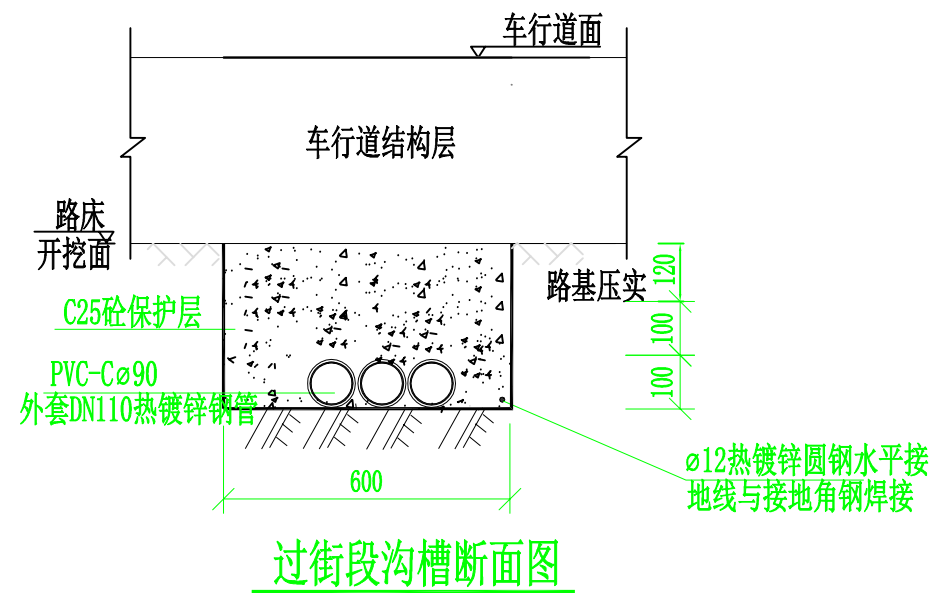 车行道面
车行道结构层
路床
开挖面
路基压实
120
100
100
C25砼保护层
PVC-Cø90
外套DN110热镀锌钢管
ø12热镀锌圆钢水平接
地线与接地角钢焊接
600
过街段沟槽断面图